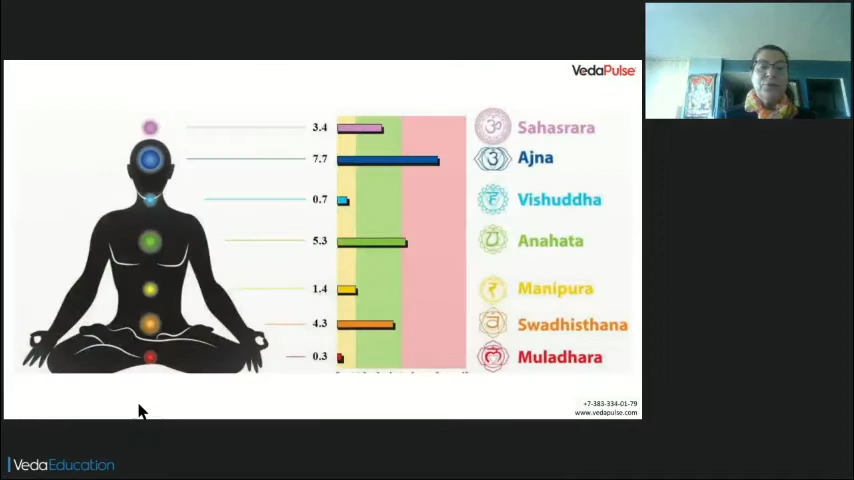 VedaPulse
3.4 Sahasrara
7.7 Ajna
0.7 Vishuddha
5.3 Anahata
1.4 Manipura
4.3 Swadhisthana
0.3 Muladhara
+7-383-334-01-79
www.vedapulse.com
VedaEducation